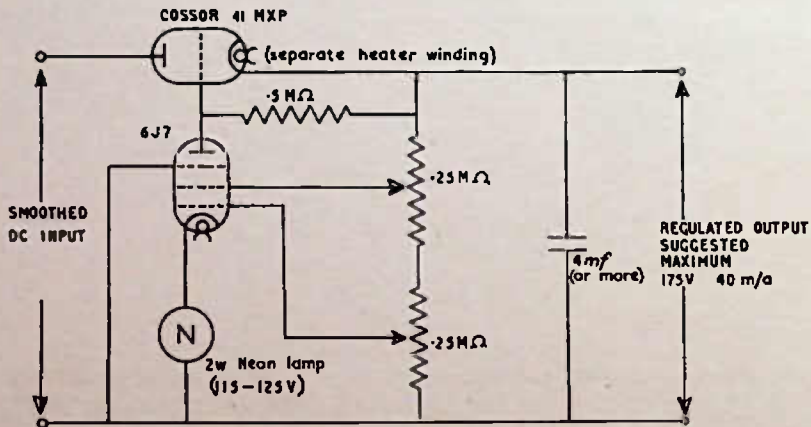 COSSOR 41 MXP
(separate heater winding)
.5 MΩ
6J7
.25 MΩ
SMOOTHED
DC INPUT
4mf
(or more)
REGULATED OUTPUT
SUGGESTED
MAXIMUM
175V 40 m/a
N
.25 MΩ
2w Neon lamp
(115-125V)